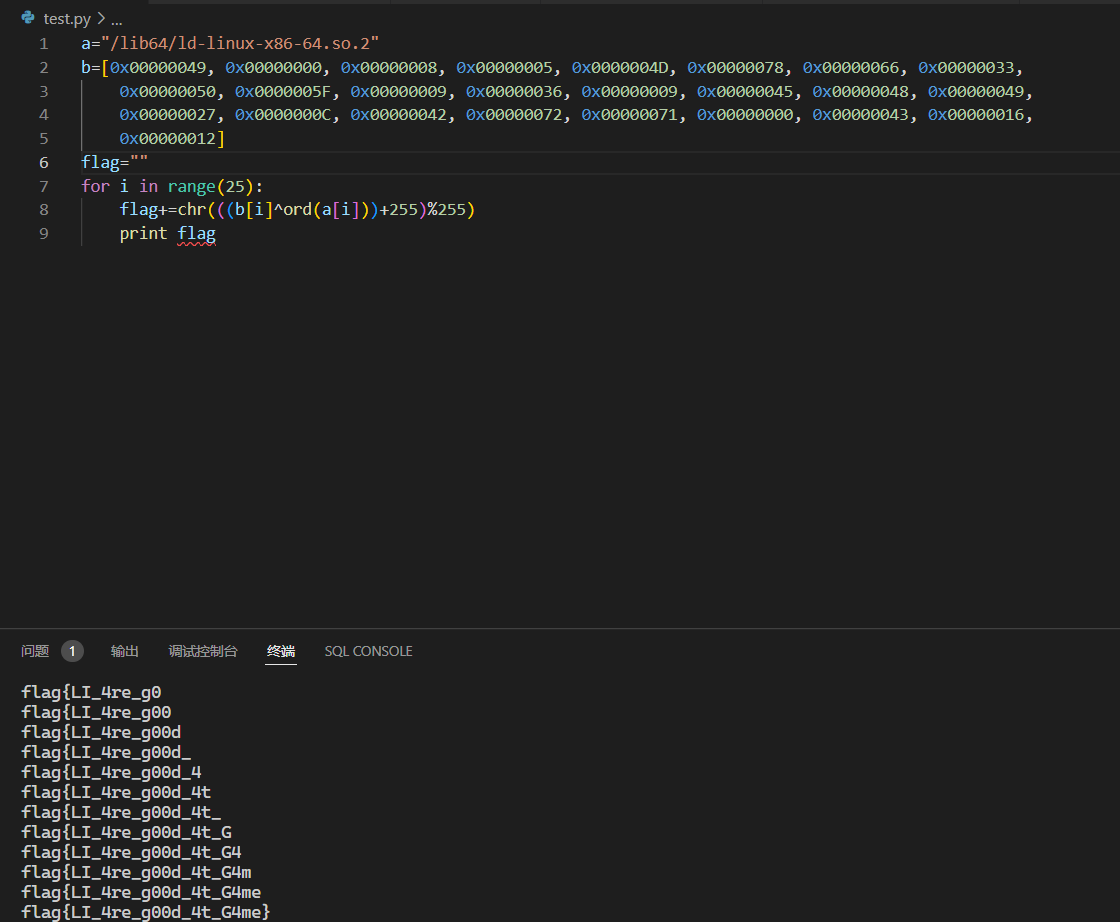 test.py > ...
1 a="/lib64/ld-linux-x86-64.so.2"
2 b=[0x00000049, 0x00000000, 0x00000008, 0x00000005, 0x0000004D, 0x00000078, 0x00000066, 0x00000033,
3 0x00000050, 0x0000005F, 0x00000009, 0x00000036, 0x00000009, 0x00000045, 0x00000048, 0x00000049,
4 0x00000027, 0x0000000C, 0x00000042, 0x00000072, 0x00000071, 0x00000000, 0x00000043, 0x00000016,
5 0x00000012]
6 flag=""
7 for i in range(25):
8 flag+=chr(((b[i]^ord(a[i]))+255)%255)
9 print flag
问题 1 输出 调试控制台 终端 SQL CONSOLE
flag{LI_4re_g0
flag{LI_4re_g00
flag{LI_4re_g00d
flag{LI_4re_g00d_
flag{LI_4re_g00d_4
flag{LI_4re_g00d_4t
flag{LI_4re_g00d_4t_
flag{LI_4re_g00d_4t_G
flag{LI_4re_g00d_4t_G4
flag{LI_4re_g00d_4t_G4m
flag{LI_4re_g00d_4t_G4me
flag{LI_4re_g00d_4t_G4me}